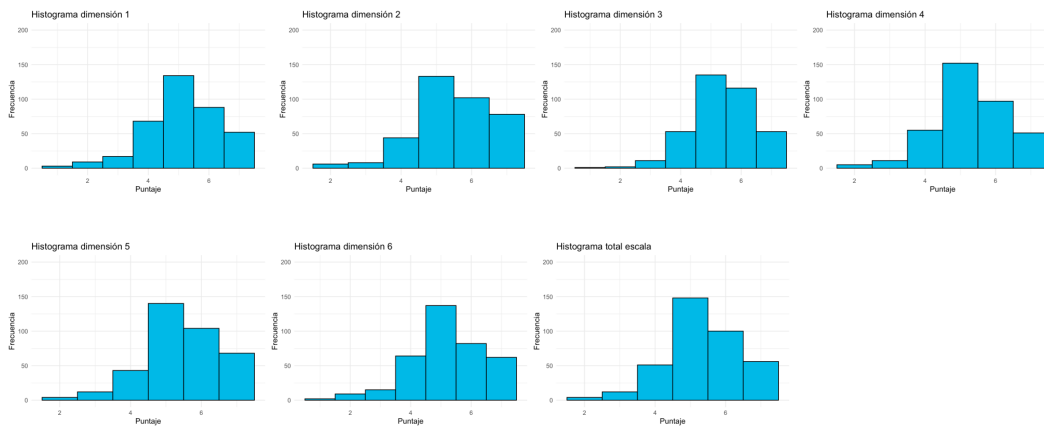 Histograma dimensión 1
200
150
100
50
0
Frecuencia
2
4
6
Puntaje
Histograma dimensión 2
200
150
100
50
0
Frecuencia
2
4
6
Puntaje
Histograma dimensión 3
200
150
100
50
0
Frecuencia
2
4
6
Puntaje
Histograma dimensión 4
200
150
100
50
0
Frecuencia
2
4
6
Puntaje
Histograma dimensión 5
200
150
100
50
0
Frecuencia
2
4
6
Puntaje
Histograma dimensión 6
200
150
100
50
0
Frecuencia
2
4
6
Puntaje
Histograma total escala
200
150
100
50
0
Frecuencia
2
4
6
Puntaje